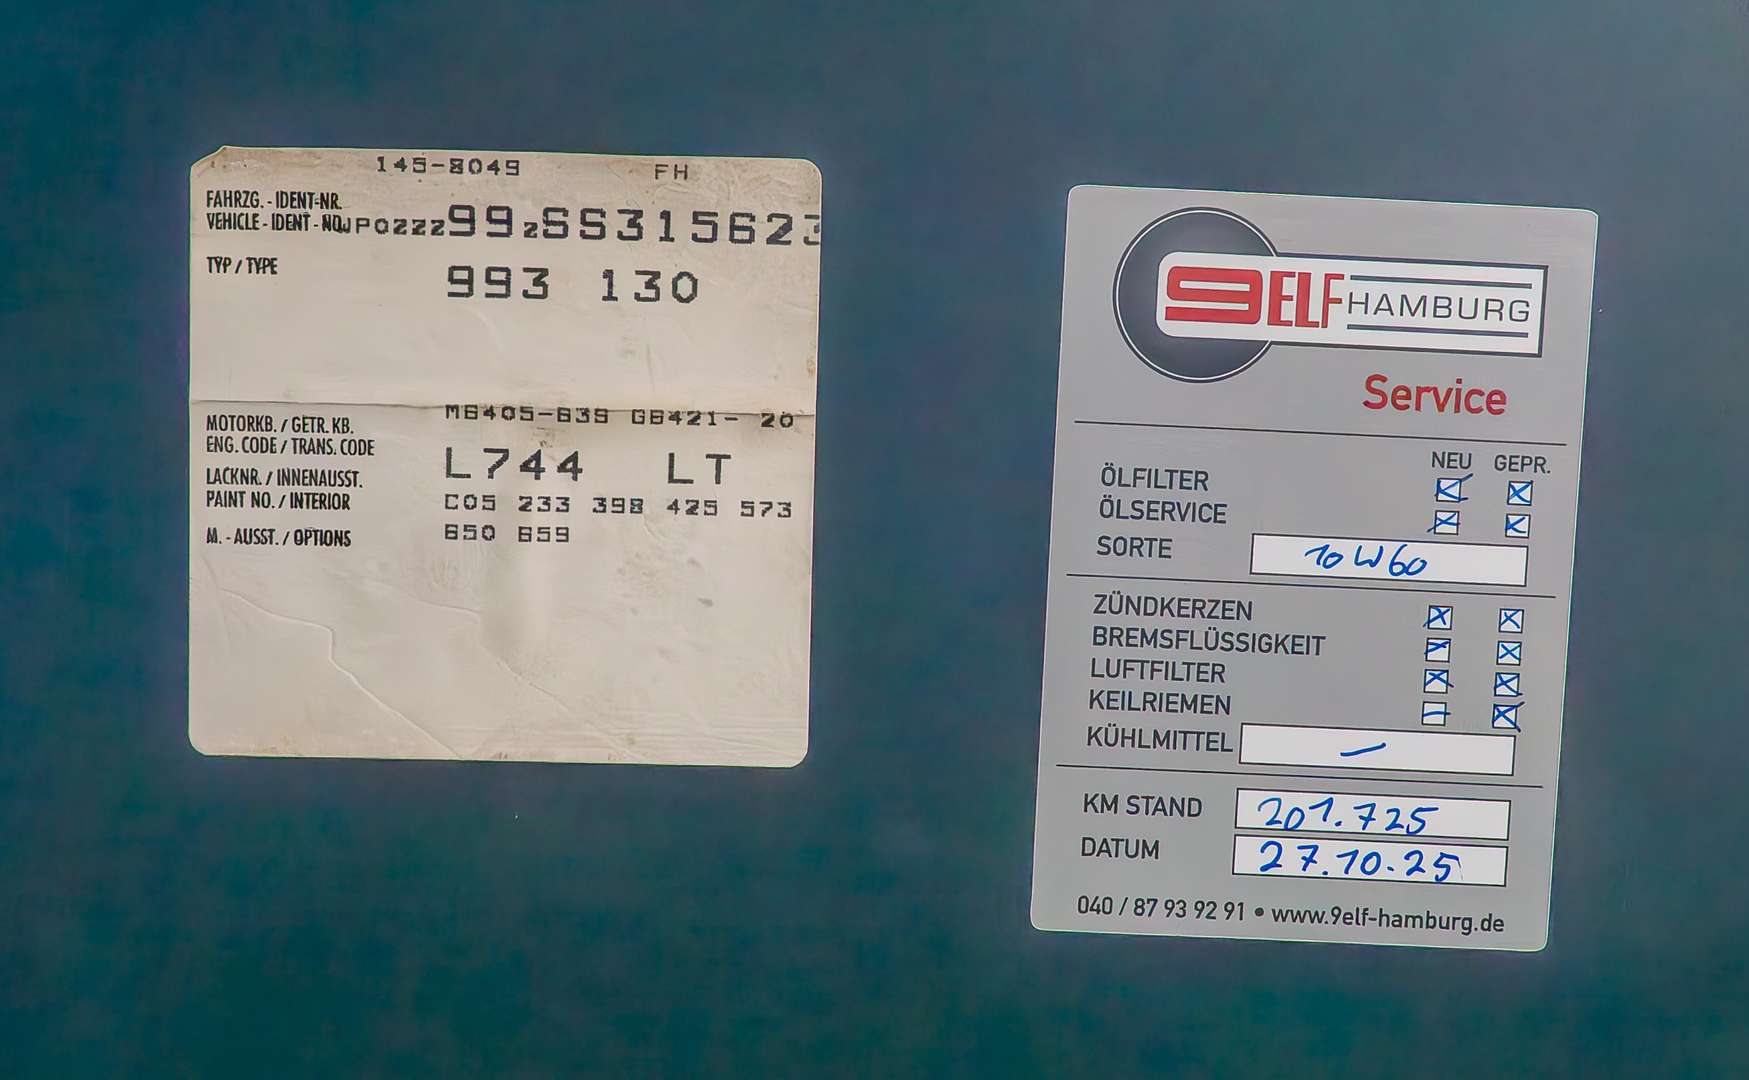 145-8049 FH
FAHRZG. - IDENT-NR.
VEHICLE - IDENT - NO WP0ZZZ99ZSS315623
TYP / TYPE 993 130
MOTORKB. / GETR. KB. M6405-63S G6421- 20
ENG. CODE / TRANS. CODE
LACKNR. / INNENAUSST. L744 LT
PAINT NO. / INTERIOR C05 233 398 425 573
M. - AUSST. / OPTIONS 650 659
9ELF HAMBURG
Service
NEU GEPR.
ÖLFILTER
ÖLSERVICE
SORTE 10W60
ZÜNDKERZEN
BREMSFLÜSSIGKEIT
LUFTFILTER
KEILRIEMEN
KÜHLMITTEL —
KM STAND 201.725
DATUM 27.10.25
040 / 87 93 92 91 • www.9elf-hamburg.de